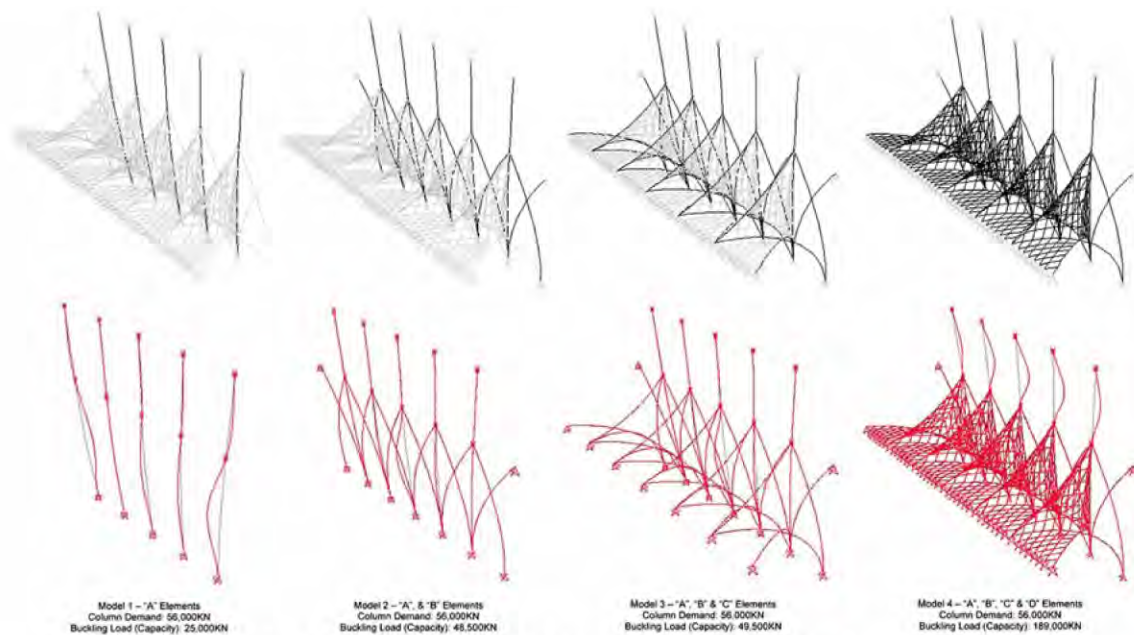 Model 1 – "A" Elements
Column Demand: 56,000KN
Buckling Load (Capacity): 25,000KN
Model 2 – "A", & "B" Elements
Column Demand: 56,000KN
Buckling Load (Capacity): 48,500KN
Model 3 – "A", "B" & "C" Elements
Column Demand: 56,000KN
Buckling Load (Capacity): 49,500KN
Model 4 – "A", "B", "C" & "D" Elements
Column Demand: 56,000KN
Buckling Load (Capacity): 189,000KN